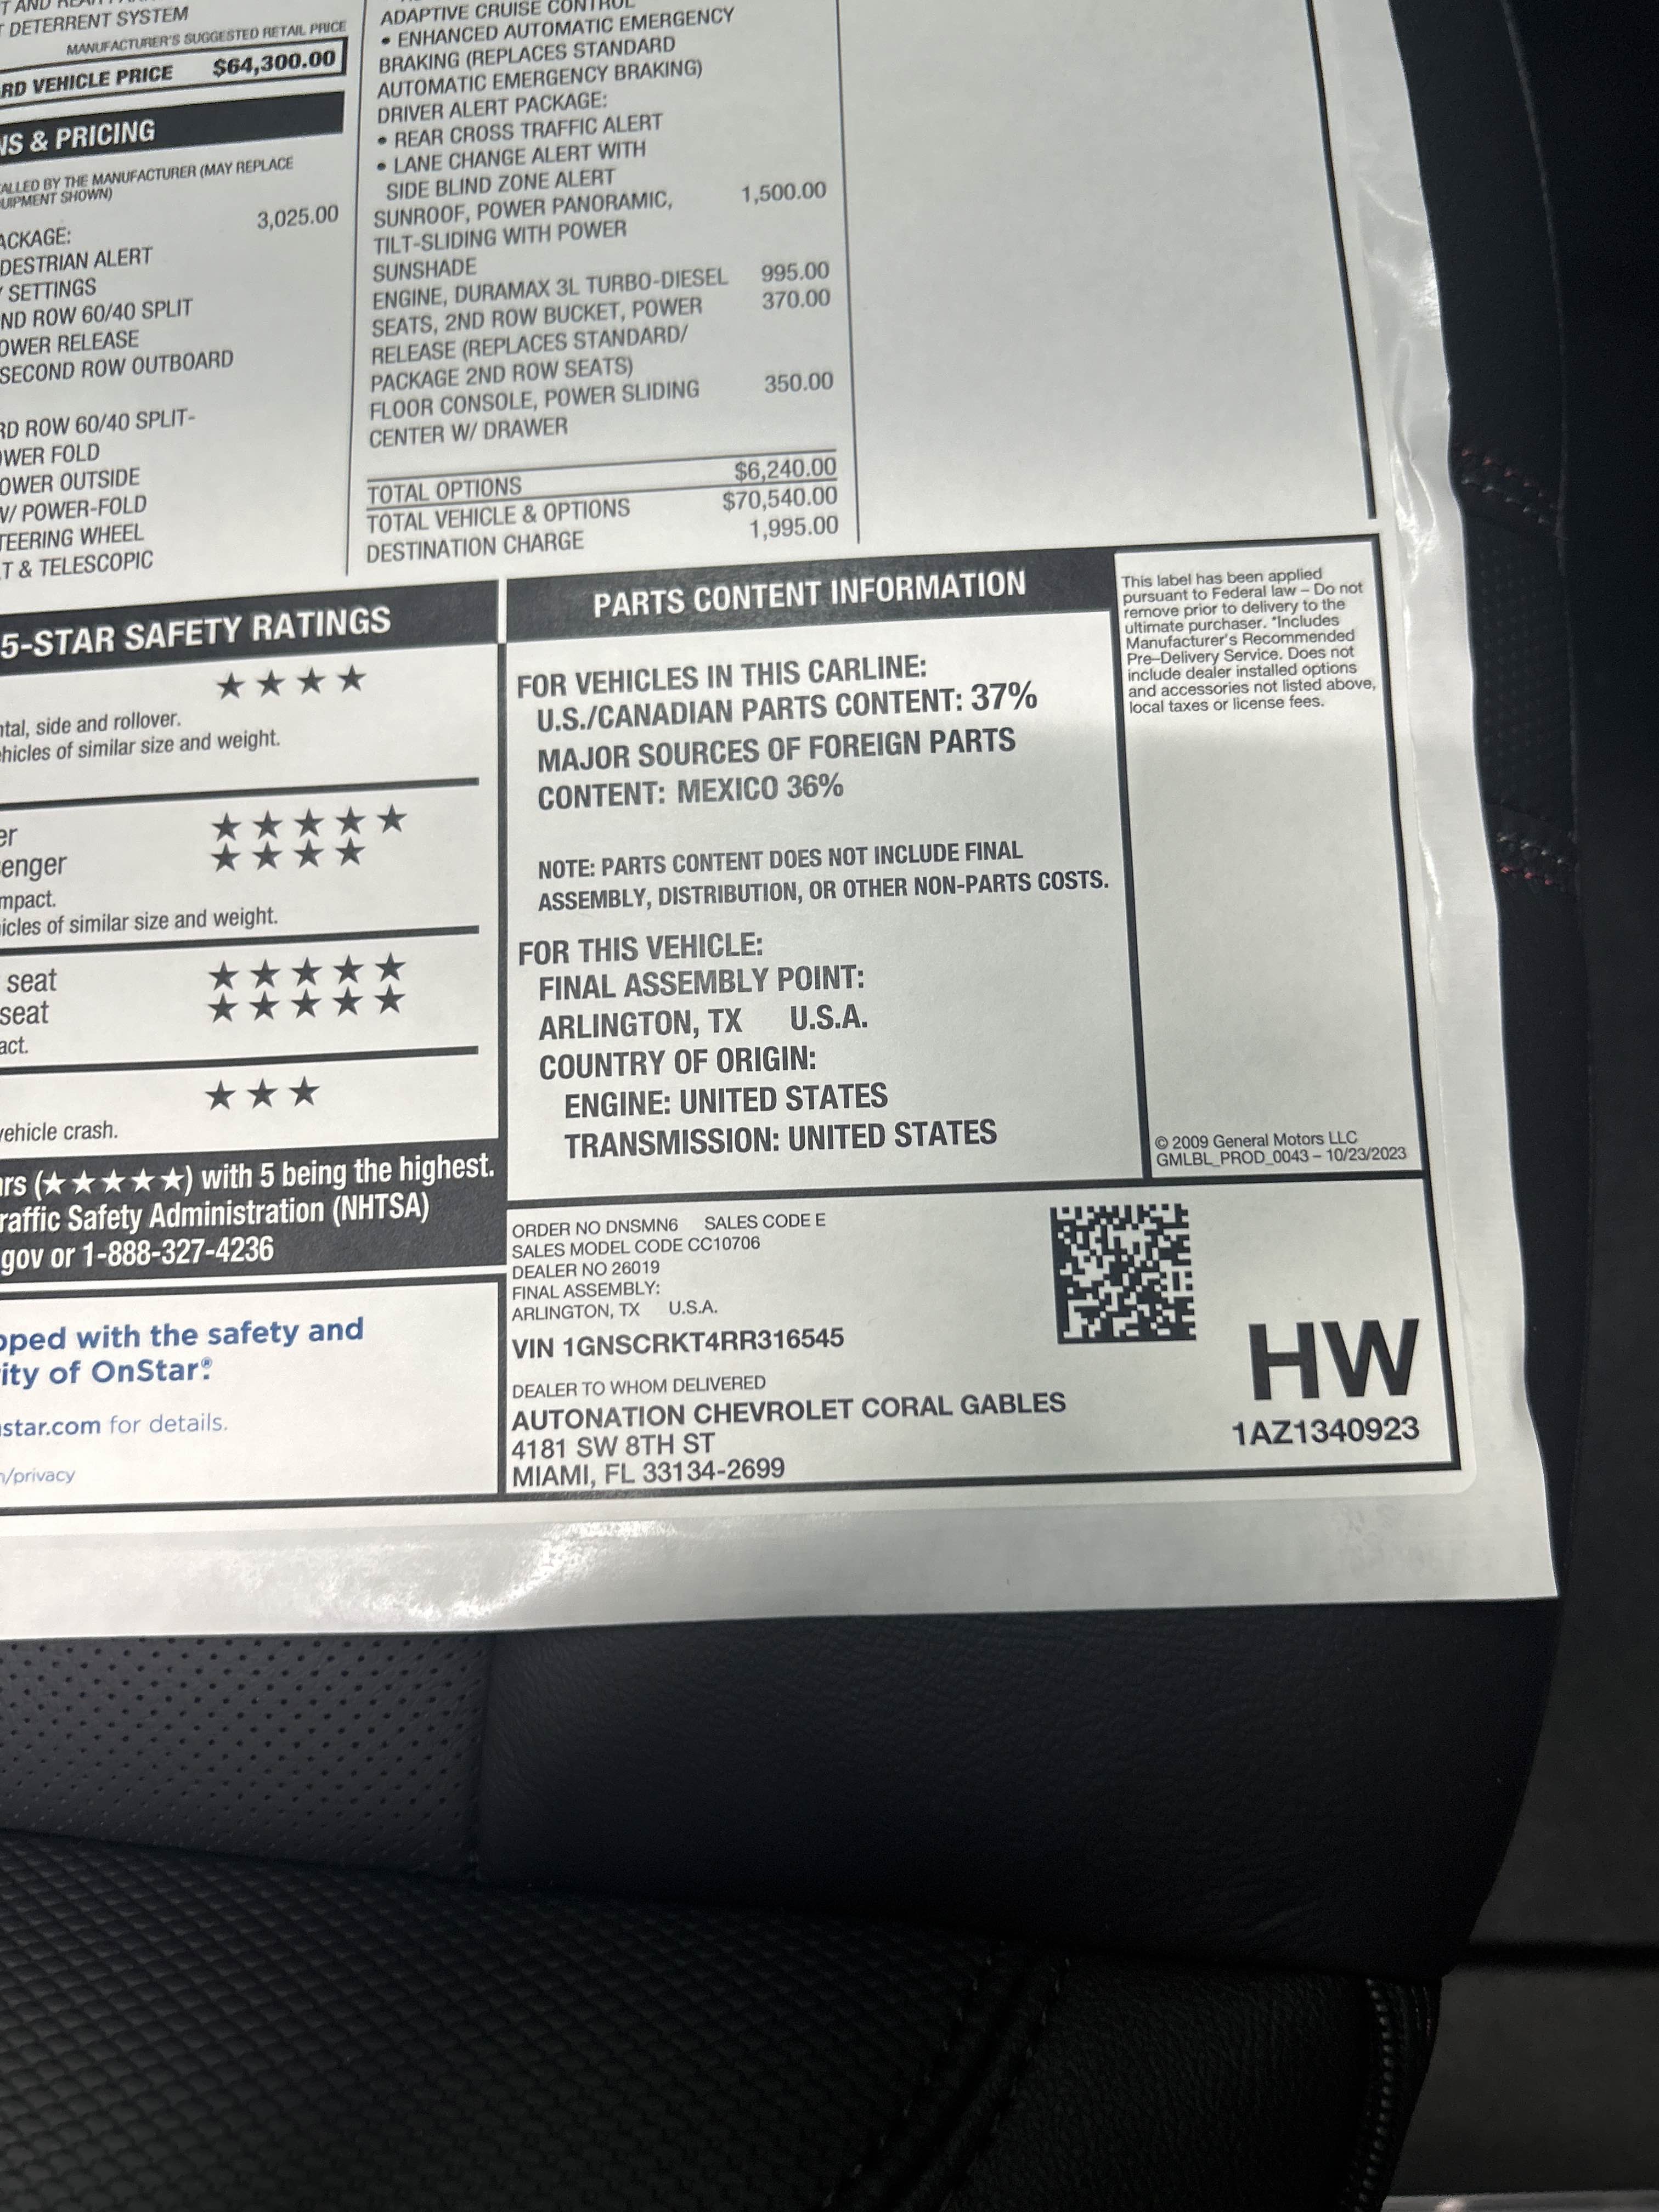 DETERRENT SYSTEM
MANUFACTURER'S SUGGESTED RETAIL PRICE
RD VEHICLE PRICE $64,300.00
NS & PRICING
ALLED BY THE MANUFACTURER (MAY REPLACE
UIPMENT SHOWN)
3,025.00
ACKAGE:
DESTRIAN ALERT
SETTINGS
ND ROW 60/40 SPLIT
OWER RELEASE
SECOND ROW OUTBOARD
RD ROW 60/40 SPLIT-
OWER FOLD
OWER OUTSIDE
W/ POWER-FOLD
TEERING WHEEL
T & TELESCOPIC
ADAPTIVE CRUISE CONTROL
• ENHANCED AUTOMATIC EMERGENCY
BRAKING (REPLACES STANDARD
AUTOMATIC EMERGENCY BRAKING)
DRIVER ALERT PACKAGE:
• REAR CROSS TRAFFIC ALERT
• LANE CHANGE ALERT WITH
SIDE BLIND ZONE ALERT
SUNROOF, POWER PANORAMIC, 1,500.00
TILT-SLIDING WITH POWER
SUNSHADE
ENGINE, DURAMAX 3L TURBO-DIESEL 995.00
SEATS, 2ND ROW BUCKET, POWER 370.00
RELEASE (REPLACES STANDARD/
PACKAGE 2ND ROW SEATS)
FLOOR CONSOLE, POWER SLIDING 350.00
CENTER W/ DRAWER
TOTAL OPTIONS $6,240.00
TOTAL VEHICLE & OPTIONS $70,540.00
DESTINATION CHARGE 1,995.00
5-STAR SAFETY RATINGS
★★★★
ntal, side and rollover.
hicles of similar size and weight.
er ★★★★★
enger ★★★★
mpact.
icles of similar size and weight.
seat ★★★★★
seat ★★★★★
act.
★★★
vehicle crash.
ars (★★★★★) with 5 being the highest.
raffic Safety Administration (NHTSA)
gov or 1-888-327-4236
pped with the safety and
ity of OnStar®.
star.com for details.
/privacy
PARTS CONTENT INFORMATION
FOR VEHICLES IN THIS CARLINE:
U.S./CANADIAN PARTS CONTENT: 37%
MAJOR SOURCES OF FOREIGN PARTS
CONTENT: MEXICO 36%
NOTE: PARTS CONTENT DOES NOT INCLUDE FINAL
ASSEMBLY, DISTRIBUTION, OR OTHER NON-PARTS COSTS.
FOR THIS VEHICLE:
FINAL ASSEMBLY POINT:
ARLINGTON, TX U.S.A.
COUNTRY OF ORIGIN:
ENGINE: UNITED STATES
TRANSMISSION: UNITED STATES
This label has been applied
pursuant to Federal law – Do not
remove prior to delivery to the
ultimate purchaser. *Includes
Manufacturer's Recommended
Pre–Delivery Service. Does not
include dealer installed options
and accessories not listed above,
local taxes or license fees.
© 2009 General Motors LLC
GMLBL_PROD_0043 – 10/23/2023
ORDER NO DNSMN6 SALES CODE E
SALES MODEL CODE CC10706
DEALER NO 26019
FINAL ASSEMBLY:
ARLINGTON, TX U.S.A.
VIN 1GNSCRKT4RR316545
DEALER TO WHOM DELIVERED
AUTONATION CHEVROLET CORAL GABLES
4181 SW 8TH ST
MIAMI, FL 33134-2699
HW
1AZ1340923